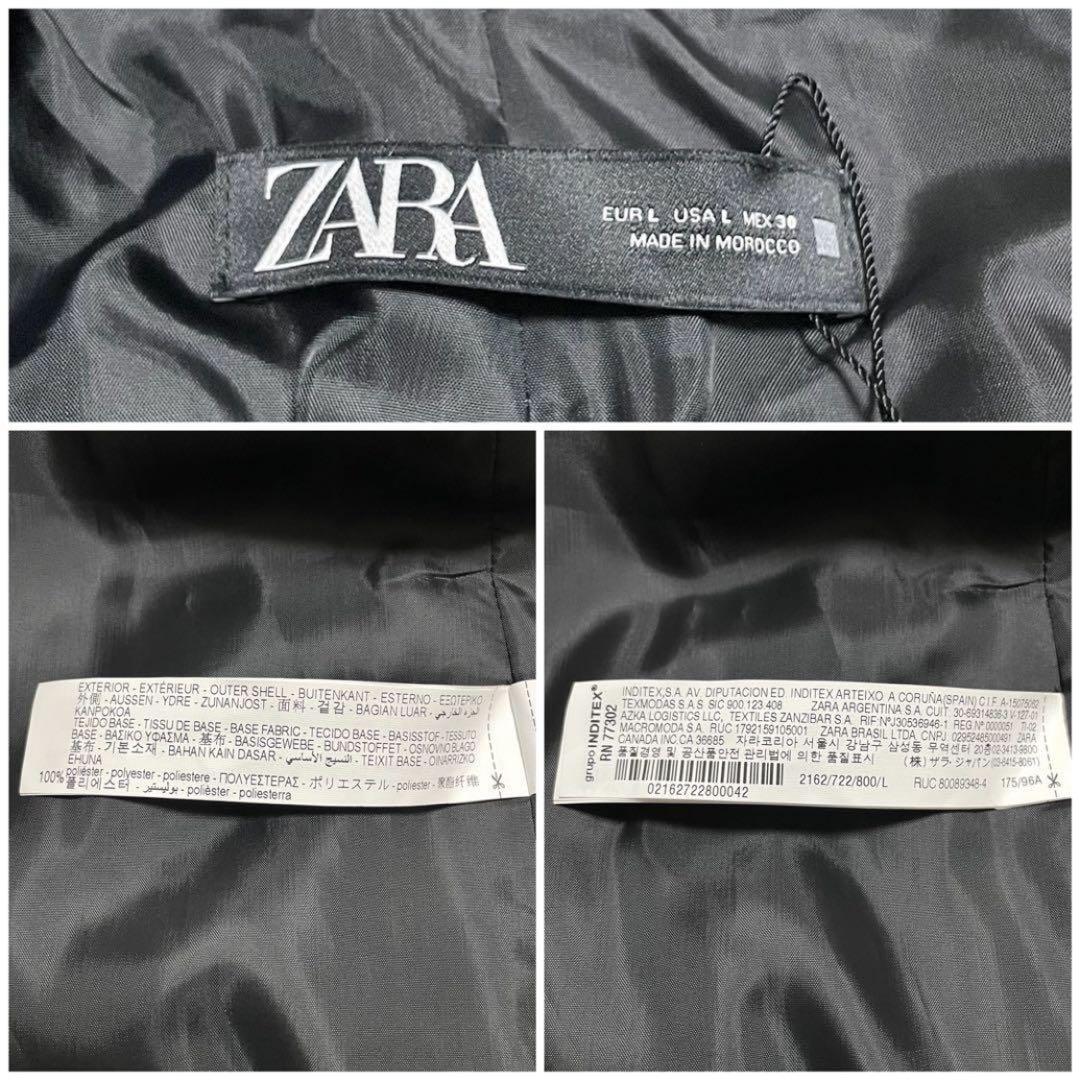 ZARA
EUR L USA L MEX 30
MADE IN MOROCCO
EXTERIOR - EXTÉRIEUR - OUTER SHELL - BUITENKANT - ESTERNO - ΕΞΩΤΕΡΙΚΟ
外側 - AUSSEN - YDRE - ZUNANJOST - 面料 - 겉감 - BAGIAN LUAR - الجزء الخارجي -
KANPOKOA
TEJIDO BASE - TISSU DE BASE - BASE FABRIC - TECIDO BASE - BASISSTOF - TESSUTO
BASE - ΒΑΣΙΚΟ ΥΦΑΣΜΑ - 基布 - BASISGEWEBE - BUNDSTOFFET - OSNOVNO BLAGO
基布 - 기본소재 - BAHAN KAIN DASAR - النسيج الأساسي - TEIXIT BASE - OINARRIZKO
EHUNA
100% poliéster - polyester - poliestere - ΠΟΛΥΕΣΤΕΡΑΣ - ポリエステル - poliester - 聚酯纤维
폴리에스터 - بوليستير - polièster - poliesterra
grupo INDITEX®
RN 77302
INDITEX,S.A. AV. DIPUTACION ED. INDITEX ARTEIXO A CORUÑA(SPAIN) C.I.F. A-15075062
TEXMODAS S.A.S SIC 900 123 408 ZARA ARGENTINA S.A. CUIT 30-69314836-3
AZKA LOGISTICS LLC, TEXTILES ZANZIBAR S.A. RIF:NºJ30536946-1 REG Nº 0000051
MACROMODA S.A. RUC 1792159105001 ZARA BRASIL LTDA, CNPJ ZARA
CANADA INC CA 36685 자라코리아 서울시 강남구 삼성동 무역센터 20층 02-3413-9800
품질경영 및 공산품안전 관리법에 의한 품질표시 (株) ザラ・ジャパン (03-6415-8061)
2162/722/800/L RUC 80089348-4 175/96A
02162722800042